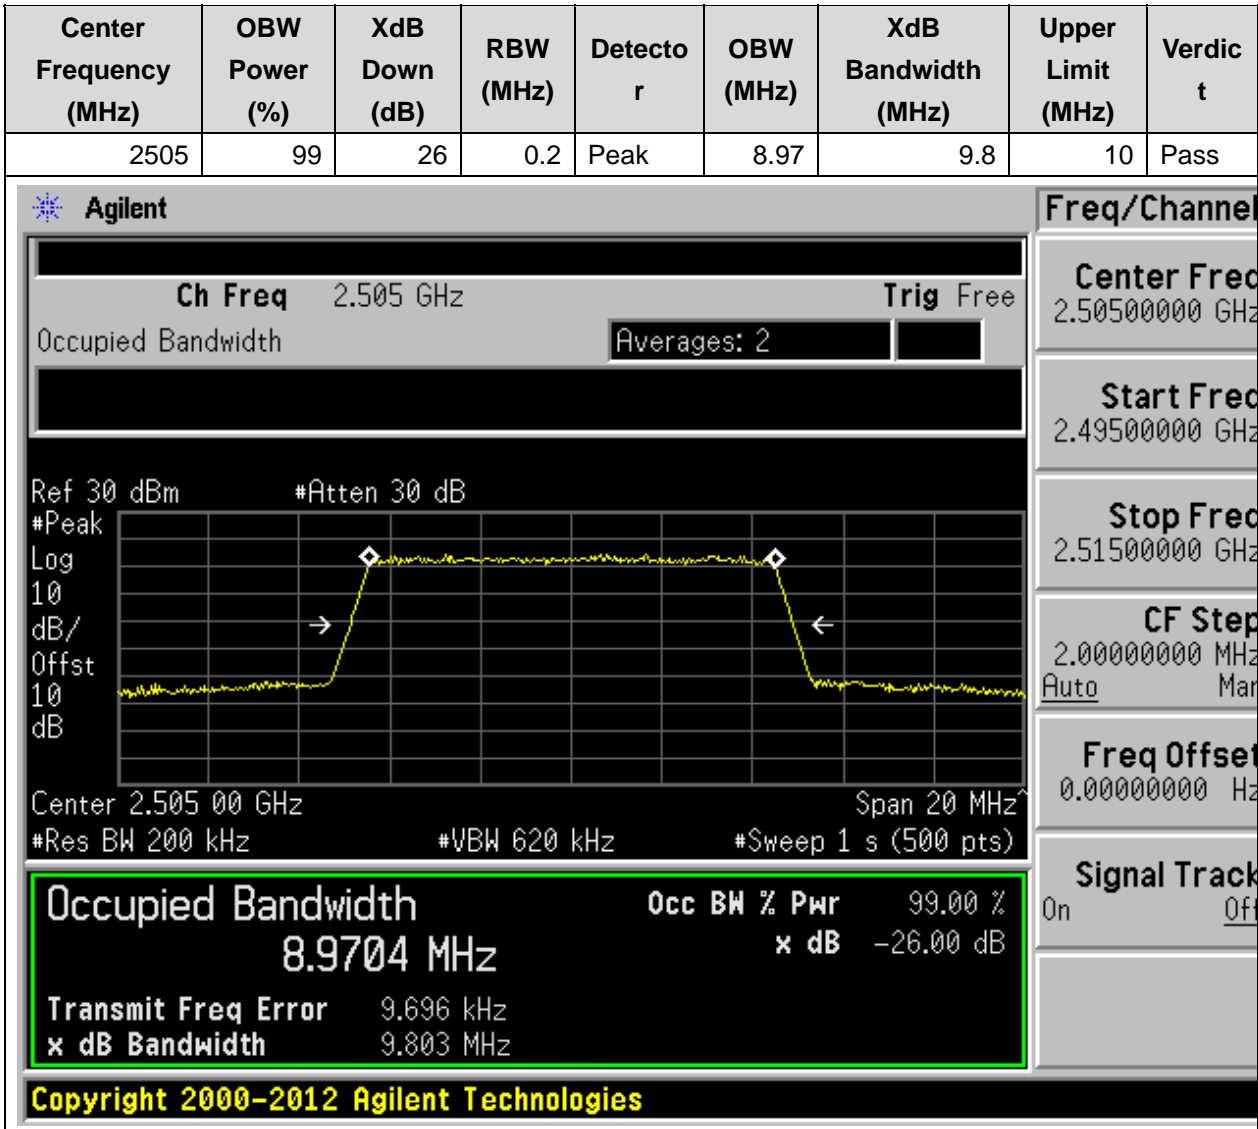 Center Frequency (MHz) OBW Power (%) XdB Down (dB) RBW (MHz) Detecto r OBW (MHz) XdB Bandwidth (MHz) Upper Limit (MHz) Verdic t
2505 99 26 0.2 Peak 8.97 9.8 10 Pass
Agilent
Freq/Channel
Ch Freq 2.505 GHz Trig Free
Occupied Bandwidth Averages: 2
Ref 30 dBm #Atten 30 dB
#Peak
Log
10
dB/
Offst
10
dB
Center 2.505 00 GHz Span 20 MHz^
#Res BW 200 kHz #VBW 620 kHz #Sweep 1 s (500 pts)
Occupied Bandwidth
8.9704 MHz
Occ BW % Pwr 99.00 %
x dB -26.00 dB
Transmit Freq Error 9.696 kHz
x dB Bandwidth 9.803 MHz
Center Freq
2.50500000 GHz
Start Freq
2.49500000 GHz
Stop Freq
2.51500000 GHz
CF Step
2.00000000 MHz
Auto Man
Freq Offset
0.00000000 Hz
Signal Track
On Off
Copyright 2000-2012 Agilent Technologies